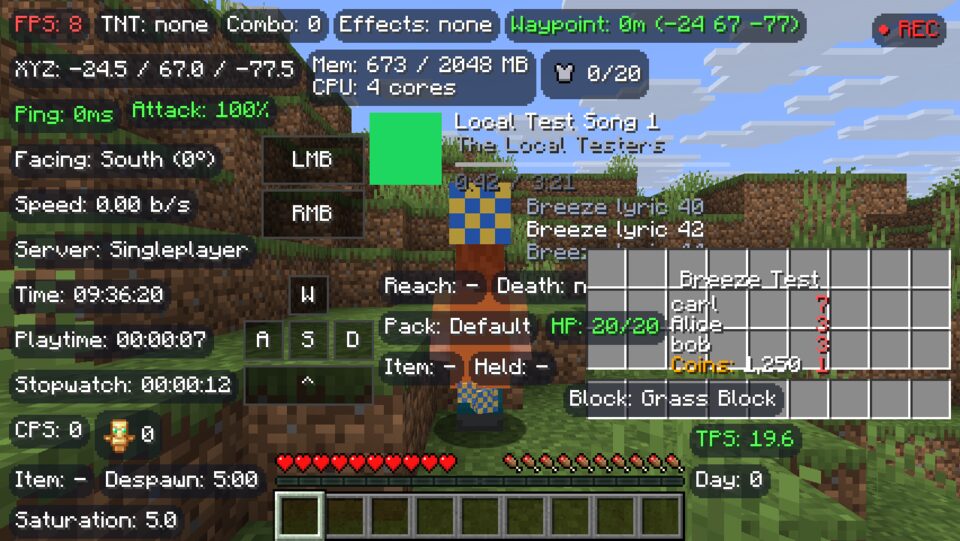 FPS: 8 TNT: none Combo: 0 Effects: none Waypoint: 0m (-24 67 -77) REC
XYZ: -24.5 / 67.0 / -77.5 Mem: 673 / 2048 MB
CPU: 4 cores
0/20
Ping: 0ms Attack: 100%
Local Test Song 1
The Local Testers
Facing: South (0°) LMB
0:42 3:21
Speed: 0.00 b/s RMB
Breeze lyric 40
Breeze lyric 42
Breeze lyric
Server: Singleplayer
Breeze Test
Reach: - Death: n
Time: 09:36:20 W
carl 7
Alice 3
bob 3
Coins: 1,250 1
Pack: Default HP: 20/20
Playtime: 00:00:07 A S D
Item: - Held: -
Stopwatch: 00:00:12 ^
Block: Grass Block
CPS: 0 0
TPS: 19.6
Item: - Despawn: 5:00
Day: 0
Saturation: 5.0